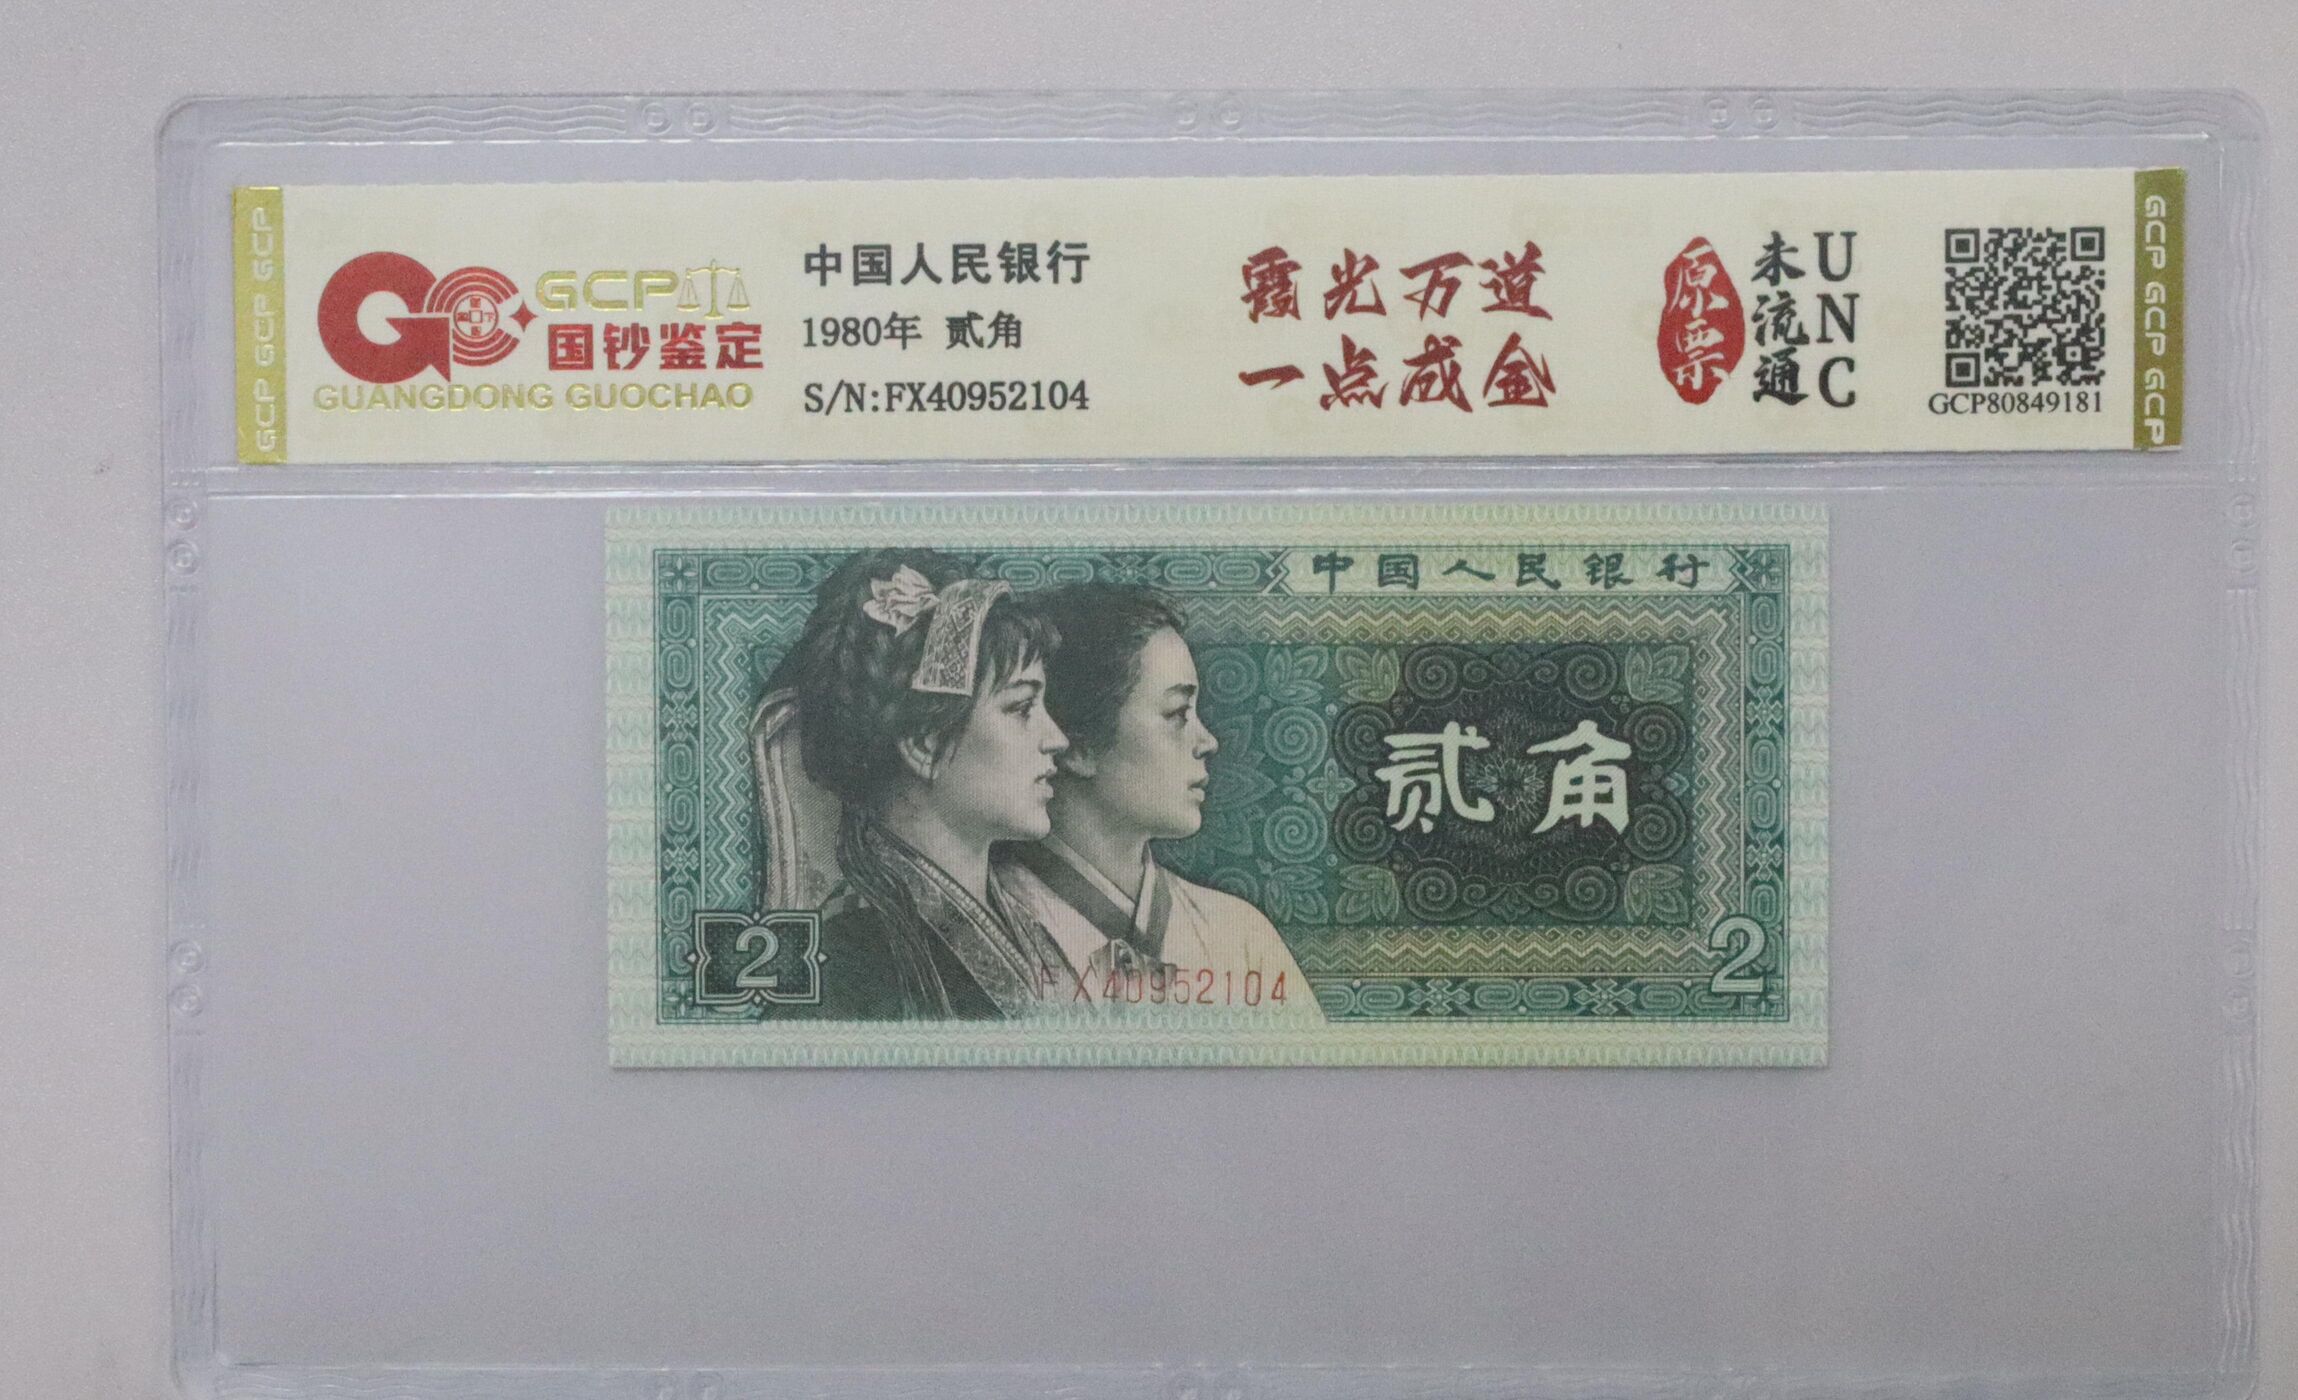 GCP GCP GCP
GCP
国钞鉴定
GUANGDONG GUOCHAO
中国人民银行
1980年 贰角
S/N:FX40952104
霞光万道
一点成金
原票
未流通
UNC
GCP80849181
GCP GCP GCP
中国人民银行
贰角
2
FX40952104
2